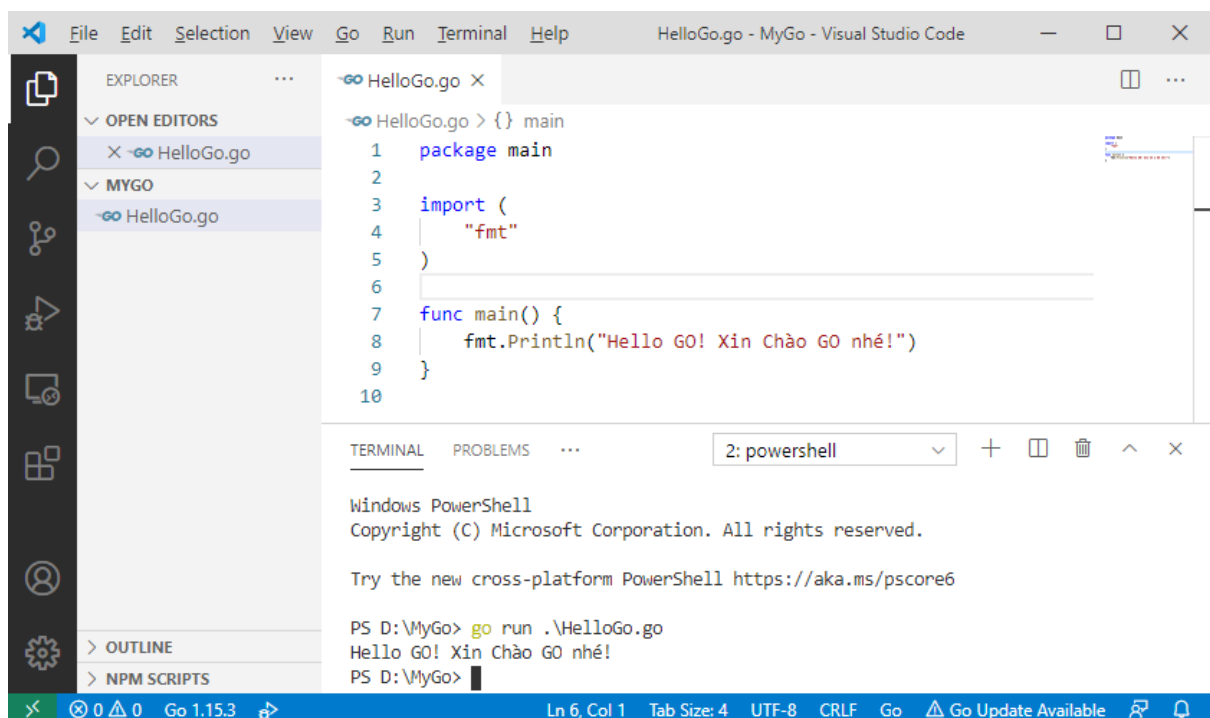 File Edit Selection View Go Run Terminal Help HelloGo.go - MyGo - Visual Studio Code
EXPLORER
OPEN EDITORS
GO HelloGo.go
MYGO
GO HelloGo.go
GO HelloGo.go
GO HelloGo.go > {} main
1 package main
2
3 import (
4 "fmt"
5 )
6
7 func main() {
8 fmt.Println("Hello GO! Xin Chào GO nhé!")
9 }
10
TERMINAL PROBLEMS ··· 2: powershell
Windows PowerShell
Copyright (C) Microsoft Corporation. All rights reserved.
Try the new cross-platform PowerShell https://aka.ms/pscore6
PS D:\MyGo> go run .\HelloGo.go
Hello GO! Xin Chào GO nhé!
PS D:\MyGo>
OUTLINE
NPM SCRIPTS
0 0 Go 1.15.3 Ln 6, Col 1 Tab Size: 4 UTF-8 CRLF Go Go Update Available